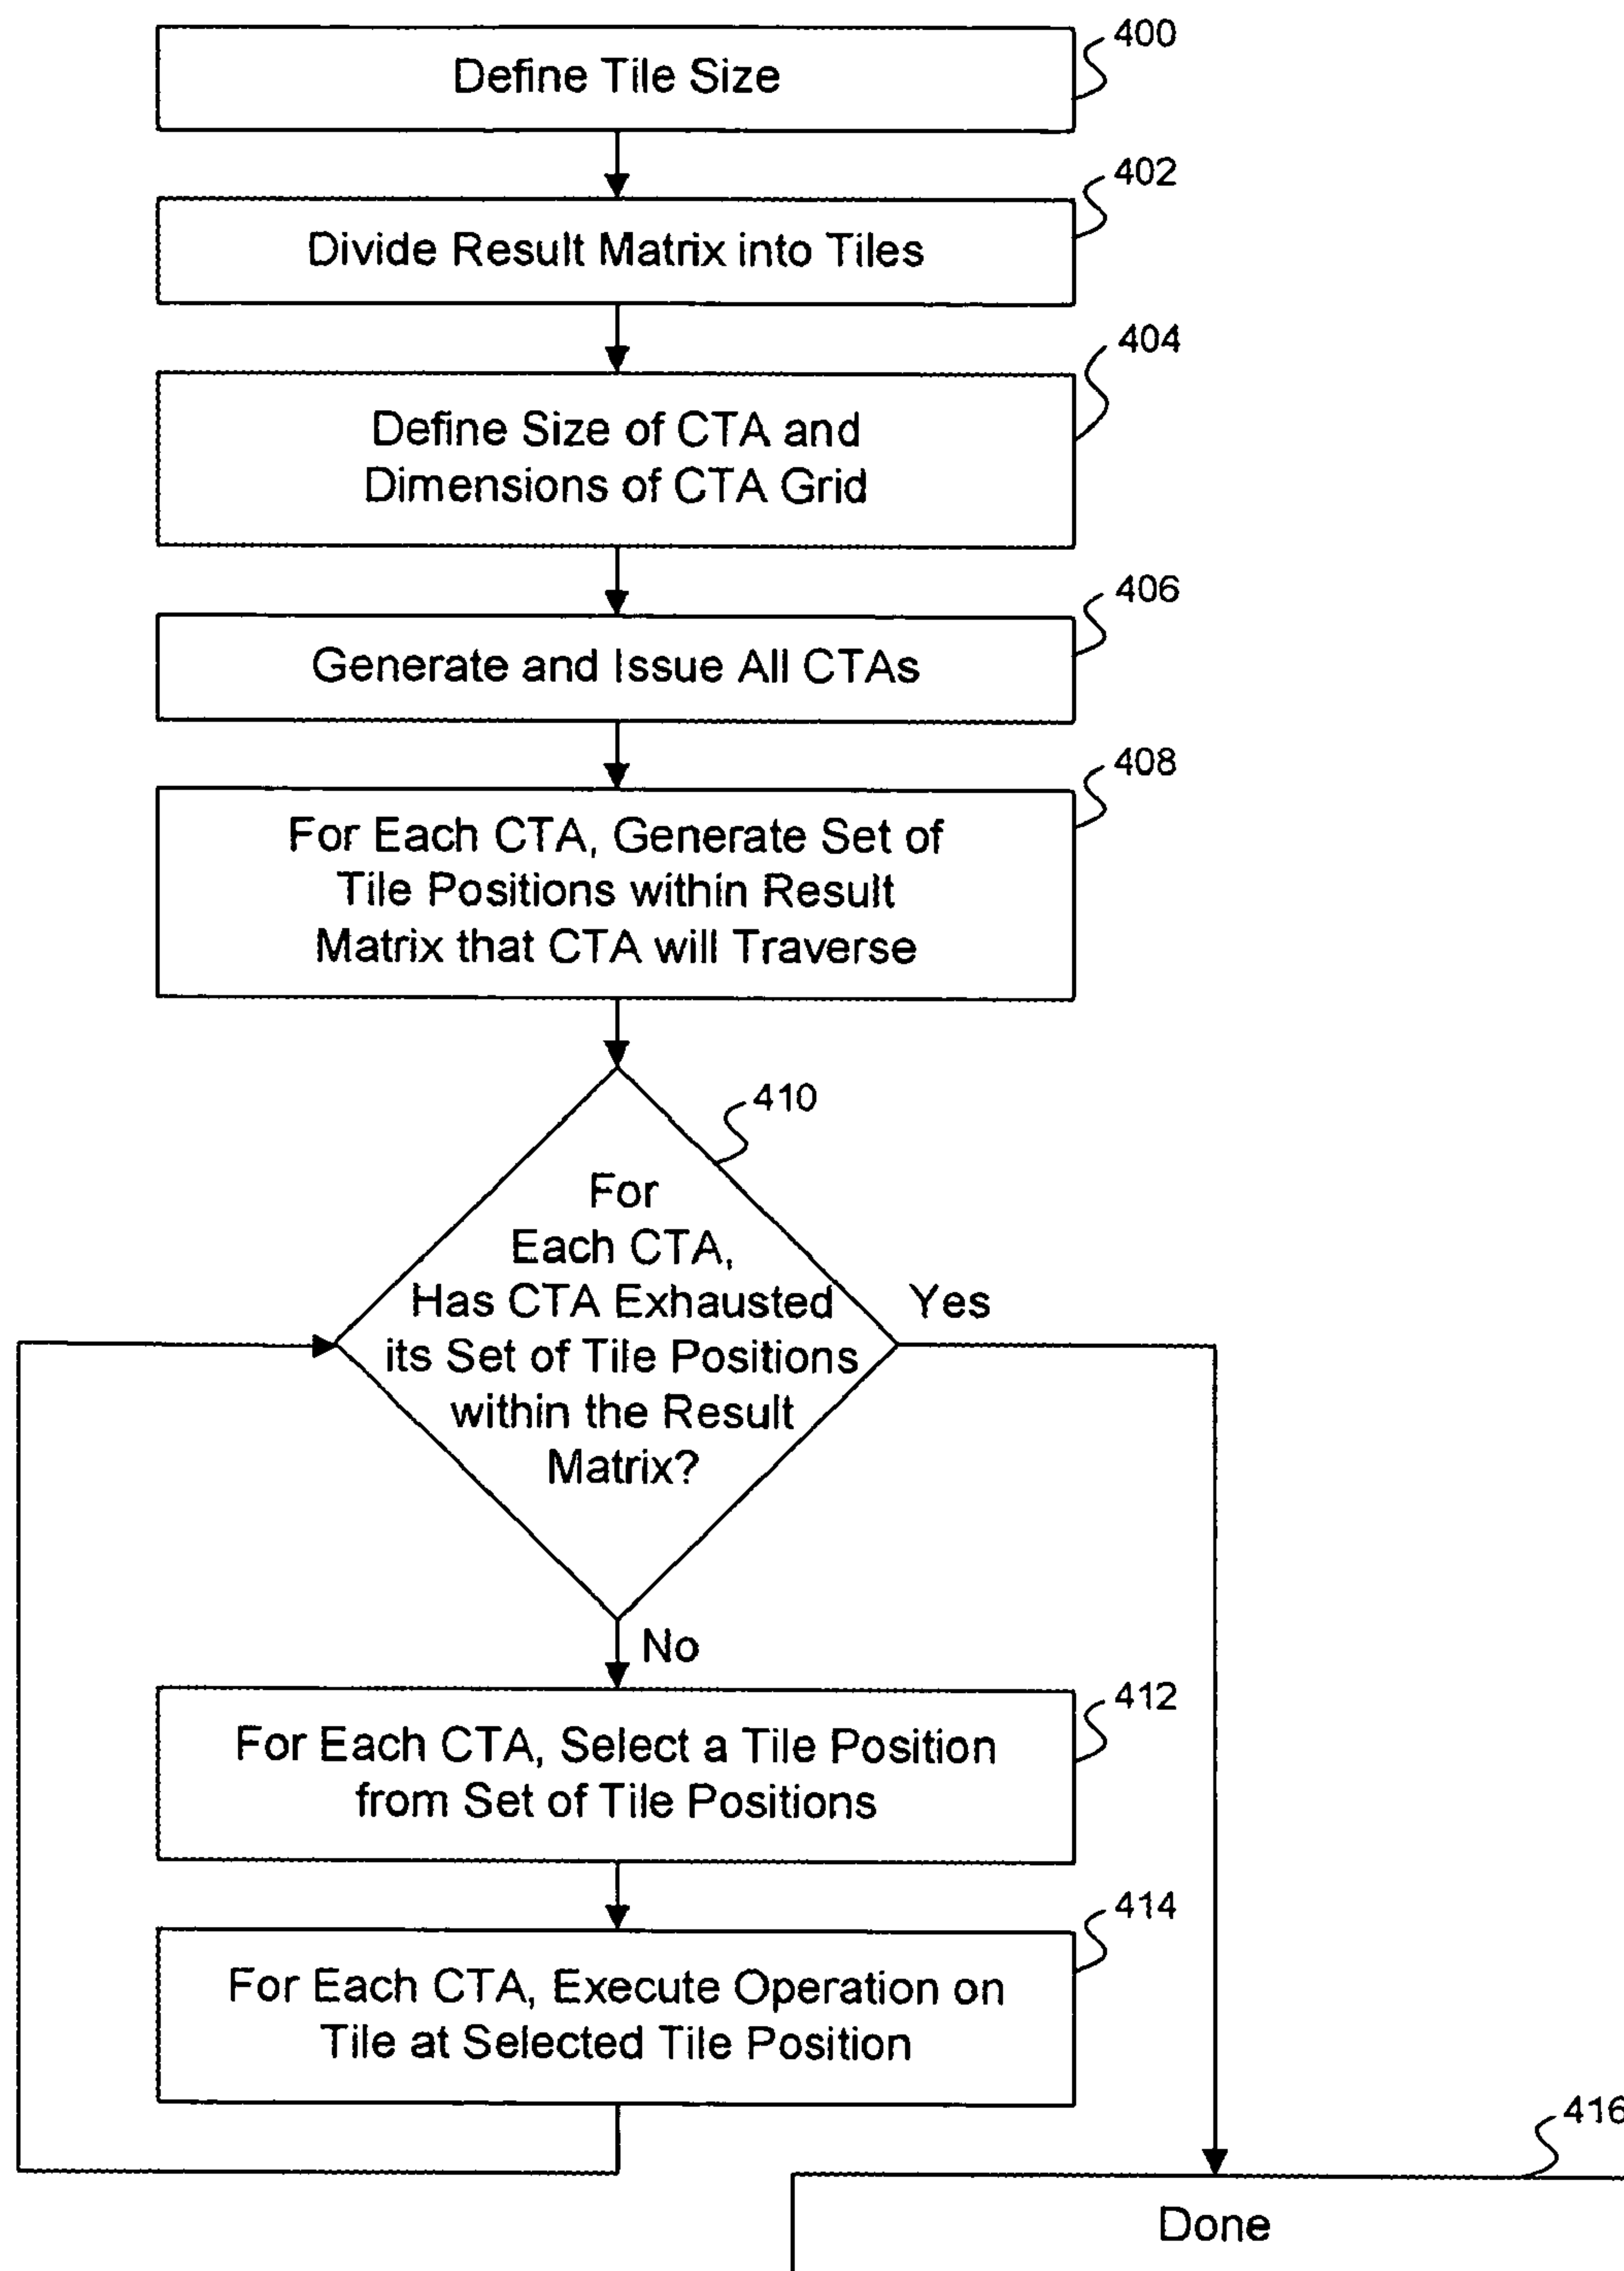 400
Define Tile Size
402
Divide Result Matrix into Tiles
404
Define Size of CTA and
Dimensions of CTA Grid
406
Generate and Issue All CTAs
408
For Each CTA, Generate Set of
Tile Positions within Result
Matrix that CTA will Traverse
410
For
Each CTA,
Has CTA Exhausted
its Set of Tile Positions
within the Result
Matrix?
Yes
No
412
For Each CTA, Select a Tile Position
from Set of Tile Positions
414
For Each CTA, Execute Operation on
Tile at Selected Tile Position
416
Done